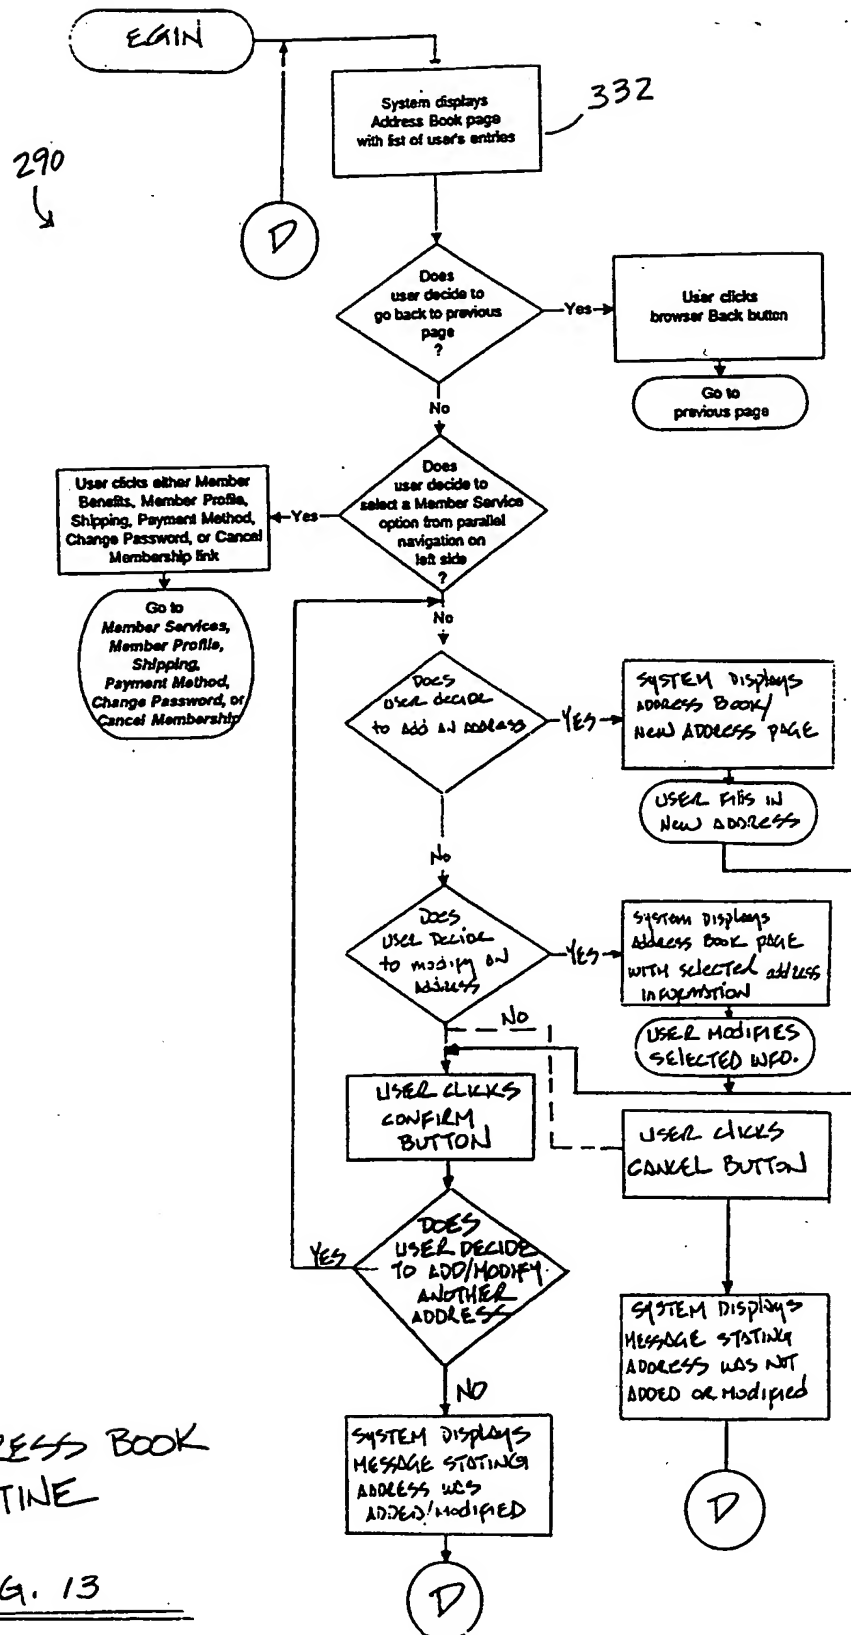 EGIN
System displays
Address Book page
with list of user's entries
332
290
D
Does
user decide to
go back to previous
page
?
Yes
User clicks
browser Back button
Go to
previous page
No
Does
user decide to
select a Member Service
option from parallel
navigation on
left side
?
Yes
User clicks either Member
Benefits, Member Profile,
Shipping, Payment Method,
Change Password, or Cancel
Membership link
Go to
Member Services,
Member Profile,
Shipping,
Payment Method,
Change Password, or
Cancel Membership
No
DOES
USER DECIDE
to ADD AN ADDRESS
YES
SYSTEM Displays
ADDRESS BOOK/
NEW ADDRESS PAGE
USER FILLS IN
NEW ADDRESS
No
DOES
USER DECIDE
to modify AN
ADDRESS
YES
SYSTEM DISPLAYS
ADDRESS BOOK PAGE
WITH SELECTED address
INFORMATION
USER MODIFIES
SELECTED INFO.
NO
USER CLICKS
CONFIRM
BUTTON
USER CLICKS
CANCEL BUTTON
DOES
USER DECIDE
TO ADD/MODIFY
ANOTHER
ADDRESS
YES
NO
SYSTEM Displays
MESSAGE STATING
ADDRESS WAS NOT
ADDED OR Modified
SYSTEM Displays
MESSAGE STATING
ADDRESS WAS
ADDED/MODIFIED
D
D
RESS BOOK
TINE
G. 13